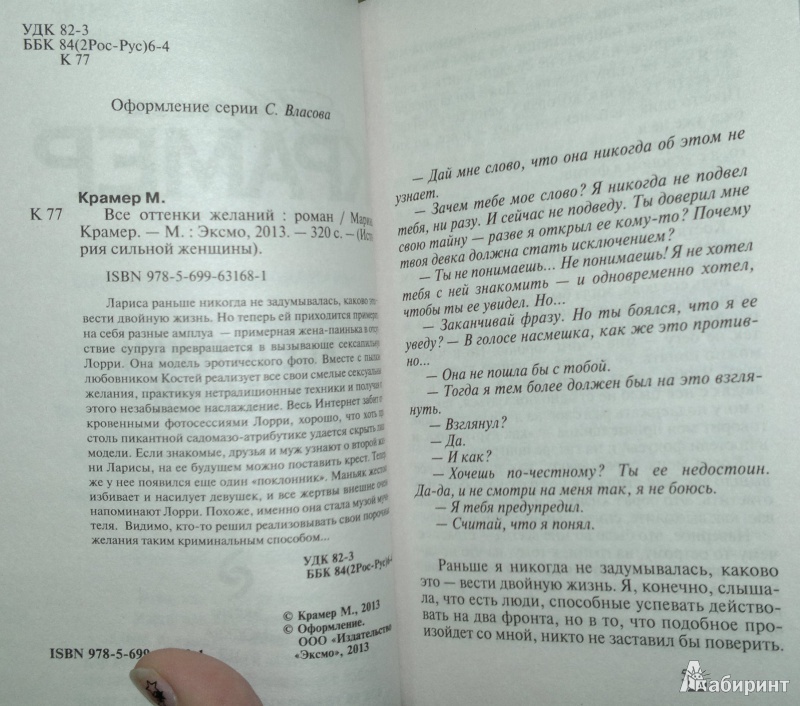 УДК 82-3
ББК 84(2Рос-Рус)6-4
К 77
Оформление серии С. Власова
Крамер М.
К 77 Все оттенки желаний : роман / Марина
Крамер. — М. : Эксмо, 2013. — 320 с. — (Ист
рия сильной женщины).
ISBN 978-5-699-63168-1
Лариса раньше никогда не задумывалась, каково это
вести двойную жизнь. Но теперь ей приходится примеря
на себя разные амплуа — примерная жена-паинька в отсу
ствие супруга превращается в вызывающе сексапильн
Лорри. Она модель эротического фото. Вместе с пылк
любовником Костей реализует все свои смелые сексуальн
желания, практикуя нетрадиционные техники и получая
этого незабываемое наслаждение. Весь Интернет забит
кровенными фотосессиями Лорри, хорошо, что хоть
столь пикантной садомазо-атрибутике удается скрыть
модели. Если знакомые, друзья и муж узнают о второй
ни Ларисы, на ее будущем можно поставить крест. Тепе
же у нее появился еще один «поклонник». Маньяк жесто
избивает и насилует девушек, и все жертвы внешне очен
напоминают Лорри. Похоже, именно она стала музой мучи
теля. Видимо, кто-то решил реализовывать свои порочн
желания таким криминальным способом...
УДК 82-3
ББК 84(2Рос-Рус)6-4
© Крамер М., 2013
© Оформление.
ООО «Издательство
«Эксмо», 2013
ISBN 978-5-699
— Дай мне слово, что она никогда об этом не
узнает.
— Зачем тебе мое слово? Я никогда не подвел
тебя, ни разу. И сейчас не подведу. Ты доверил мне
свою тайну — разве я открыл ее кому-то? Почему
твоя девка должна стать исключением?
— Ты не понимаешь... Не понимаешь! Я не хотел
тебя с ней знакомить — и одновременно хотел,
чтобы ты ее увидел. Но...
— Заканчивай фразу. Но ты боялся, что я ее
уведу? — В голосе насмешка, как же это против-
но...
— Она не пошла бы с тобой.
— Тогда я тем более должен был на это взгля-
нуть.
— Взглянул?
— Да.
— И как?
— Хочешь по-честному? Ты ее недостоин.
Да-да, и не смотри на меня так, я не боюсь.
— Я тебя предупредил.
— Считай, что я понял.
Раньше я никогда не задумывалась, каково
это — вести двойную жизнь. Я, конечно, слыша-
ла, что есть люди, способные успевать действо-
вать на два фронта, но в то, что подобное про-
изойдет со мной, никто не заставил бы поверить.
Лабиринт